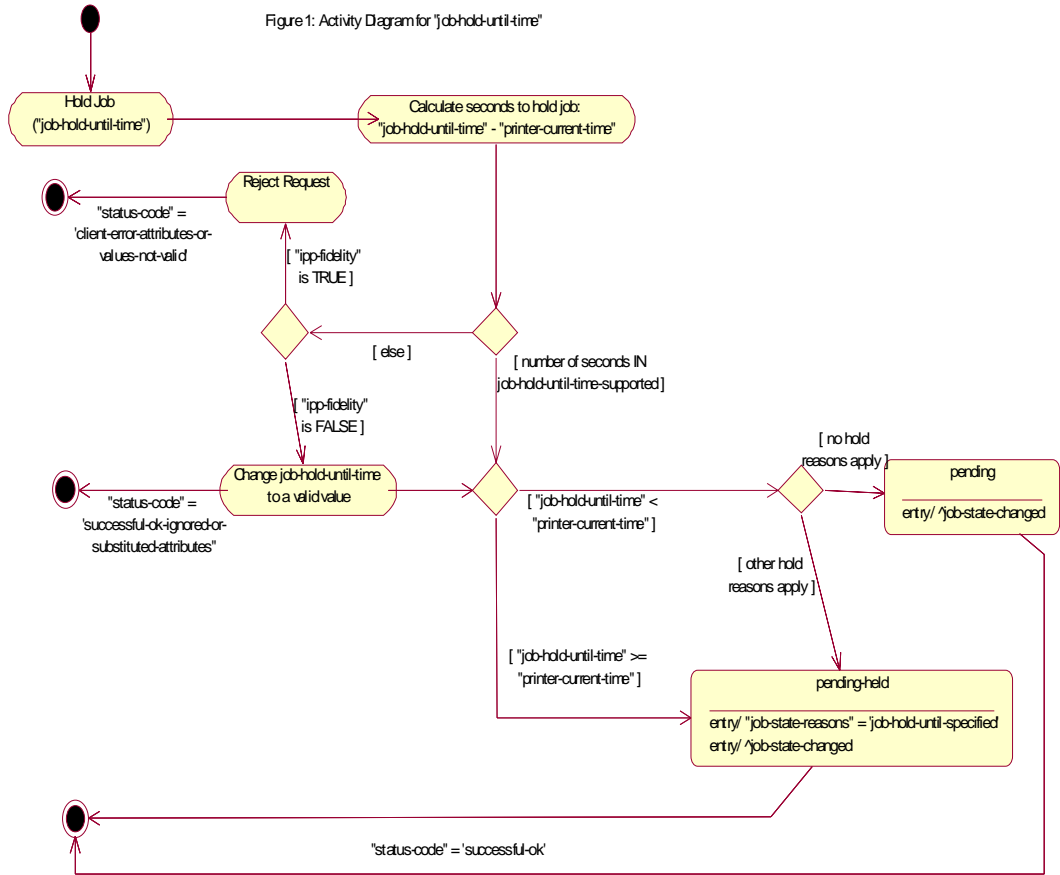 Figure 1: Activity Diagram for "job-hold-until-time"
Hold Job
("job-hold-until-time")
Calculate seconds to hold job:
"job-hold-until-time" - "printer-current-time"
Reject Request
"status-code" =
'client-error-attributes-or-
values-not-valid'
[ "ipp-fidelity"
is TRUE ]
[ else ]
[ number of seconds IN
job-hold-until-time-supported ]
[ "ipp-fidelity"
is FALSE ]
[ no hold
reasons apply ]
Change job-hold-until-time
to a valid value
pending
entry/ ^job-state-changed
"status-code" =
'successful-ok-ignored-or-
substituted-attributes"
[ "job-hold-until-time" <
"printer-current-time" ]
[ other hold
reasons apply ]
[ "job-hold-until-time" >=
"printer-current-time" ]
pending-held
entry/ "job-state-reasons" = 'job-hold-until-specified'
entry/ ^job-state-changed
"status-code" = 'successful-ok'